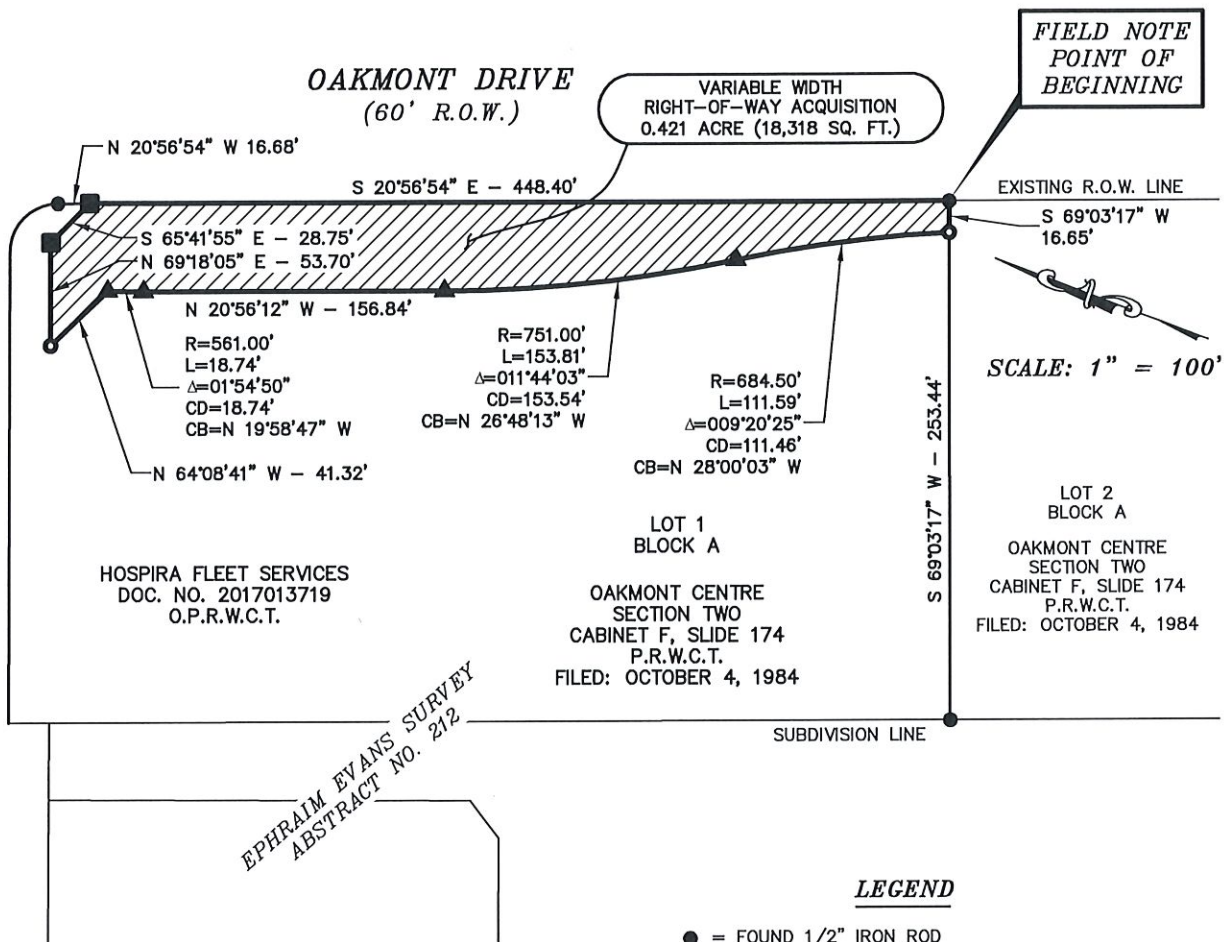 FIELD NOTE
POINT OF
BEGINNING
OAKMONT DRIVE
(60' R.O.W.)
VARIABLE WIDTH
RIGHT-OF-WAY ACQUISITION
0.421 ACRE (18,318 SQ. FT.)
N 20°56'54" W 16.68'
S 20°56'54" E - 448.40'
EXISTING R.O.W. LINE
S 69°03'17" W
16.65'
S 65°41'55" E - 28.75'
N 69°18'05" E - 53.70'
N 20°56'12" W - 156.84'
R=561.00'
L=18.74'
Δ=01°54'50"
CD=18.74'
CB=N 19°58'47" W
R=751.00'
L=153.81'
Δ=011°44'03"
CD=153.54'
CB=N 26°48'13" W
R=684.50'
L=111.59'
Δ=009°20'25"
CD=111.46'
CB=N 28°00'03" W
SCALE: 1" = 100'
N 64°08'41" W - 41.32'
S 69°03'17" W - 253.44'
LOT 1
BLOCK A
OAKMONT CENTRE
SECTION TWO
CABINET F, SLIDE 174
P.R.W.C.T.
FILED: OCTOBER 4, 1984
LOT 2
BLOCK A
OAKMONT CENTRE
SECTION TWO
CABINET F, SLIDE 174
P.R.W.C.T.
FILED: OCTOBER 4, 1984
HOSPIRA FLEET SERVICES
DOC. NO. 2017013719
O.P.R.W.C.T.
SUBDIVISION LINE
EPHRAIM EVANS SURVEY
ABSTRACT NO. 212
LEGEND
● = FOUND 1/2" IRON ROD